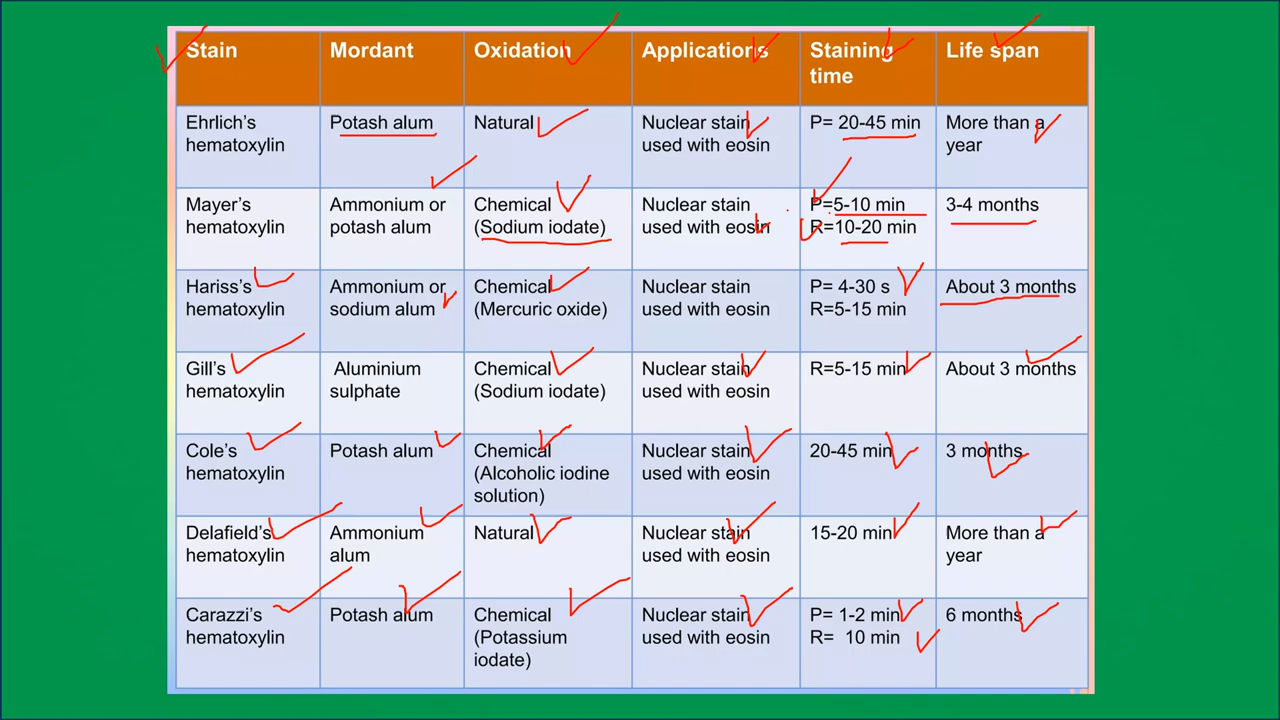 Stain Mordant Oxidation Applications Staining time Life span
Ehrlich's hematoxylin Potash alum Natural Nuclear stain used with eosin P= 20-45 min More than a year
Mayer's hematoxylin Ammonium or potash alum Chemical (Sodium iodate) Nuclear stain used with eosin P=5-10 min R=10-20 min 3-4 months
Hariss's hematoxylin Ammonium or sodium alum Chemical (Mercuric oxide) Nuclear stain used with eosin P= 4-30 s R=5-15 min About 3 months
Gill's hematoxylin Aluminium sulphate Chemical (Sodium iodate) Nuclear stain used with eosin R=5-15 min About 3 months
Cole's hematoxylin Potash alum Chemical (Alcoholic iodine solution) Nuclear stain used with eosin 20-45 min 3 months
Delafield's hematoxylin Ammonium alum Natural Nuclear stain used with eosin 15-20 min More than a year
Carazzi's hematoxylin Potash alum Chemical (Potassium iodate) Nuclear stain used with eosin P= 1-2 min R= 10 min 6 months